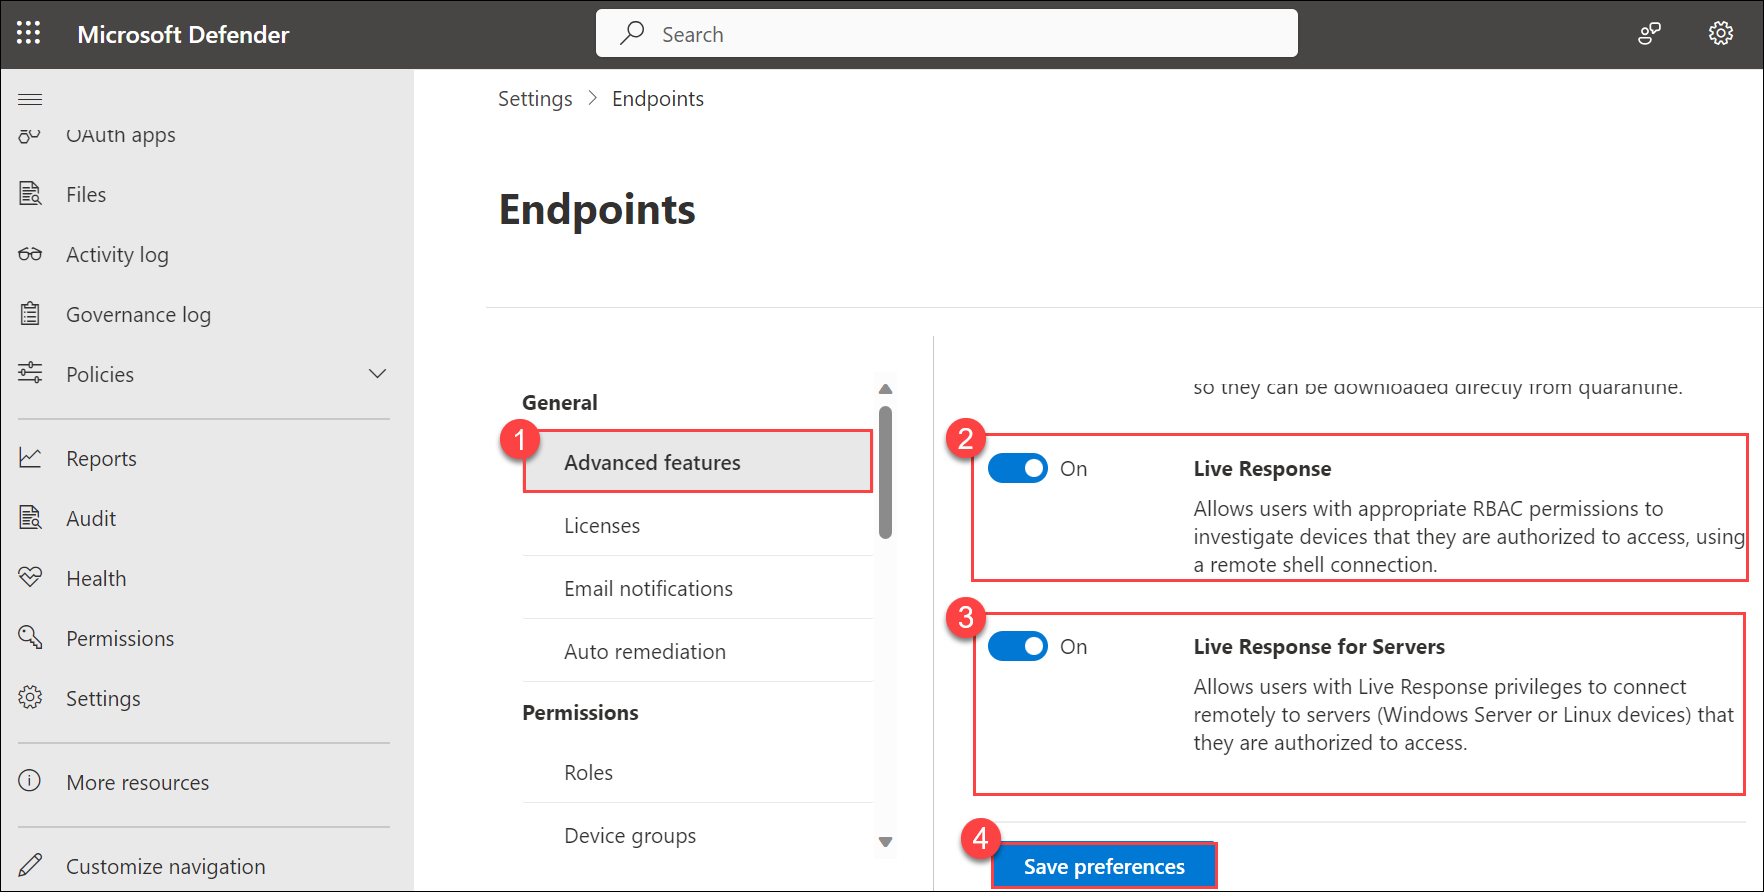 Microsoft Defender
Search
OAuth apps
Files
Activity log
Governance log
Policies
Reports
Audit
Health
Permissions
Settings
More resources
Customize navigation
Settings > Endpoints
Endpoints
General
1
Advanced features
Licenses
Email notifications
Auto remediation
Permissions
Roles
Device groups
so they can be downloaded directly from quarantine.
2
On
Live Response
Allows users with appropriate RBAC permissions to
investigate devices that they are authorized to access, using
a remote shell connection.
3
On
Live Response for Servers
Allows users with Live Response privileges to connect
remotely to servers (Windows Server or Linux devices) that
they are authorized to access.
4
Save preferences